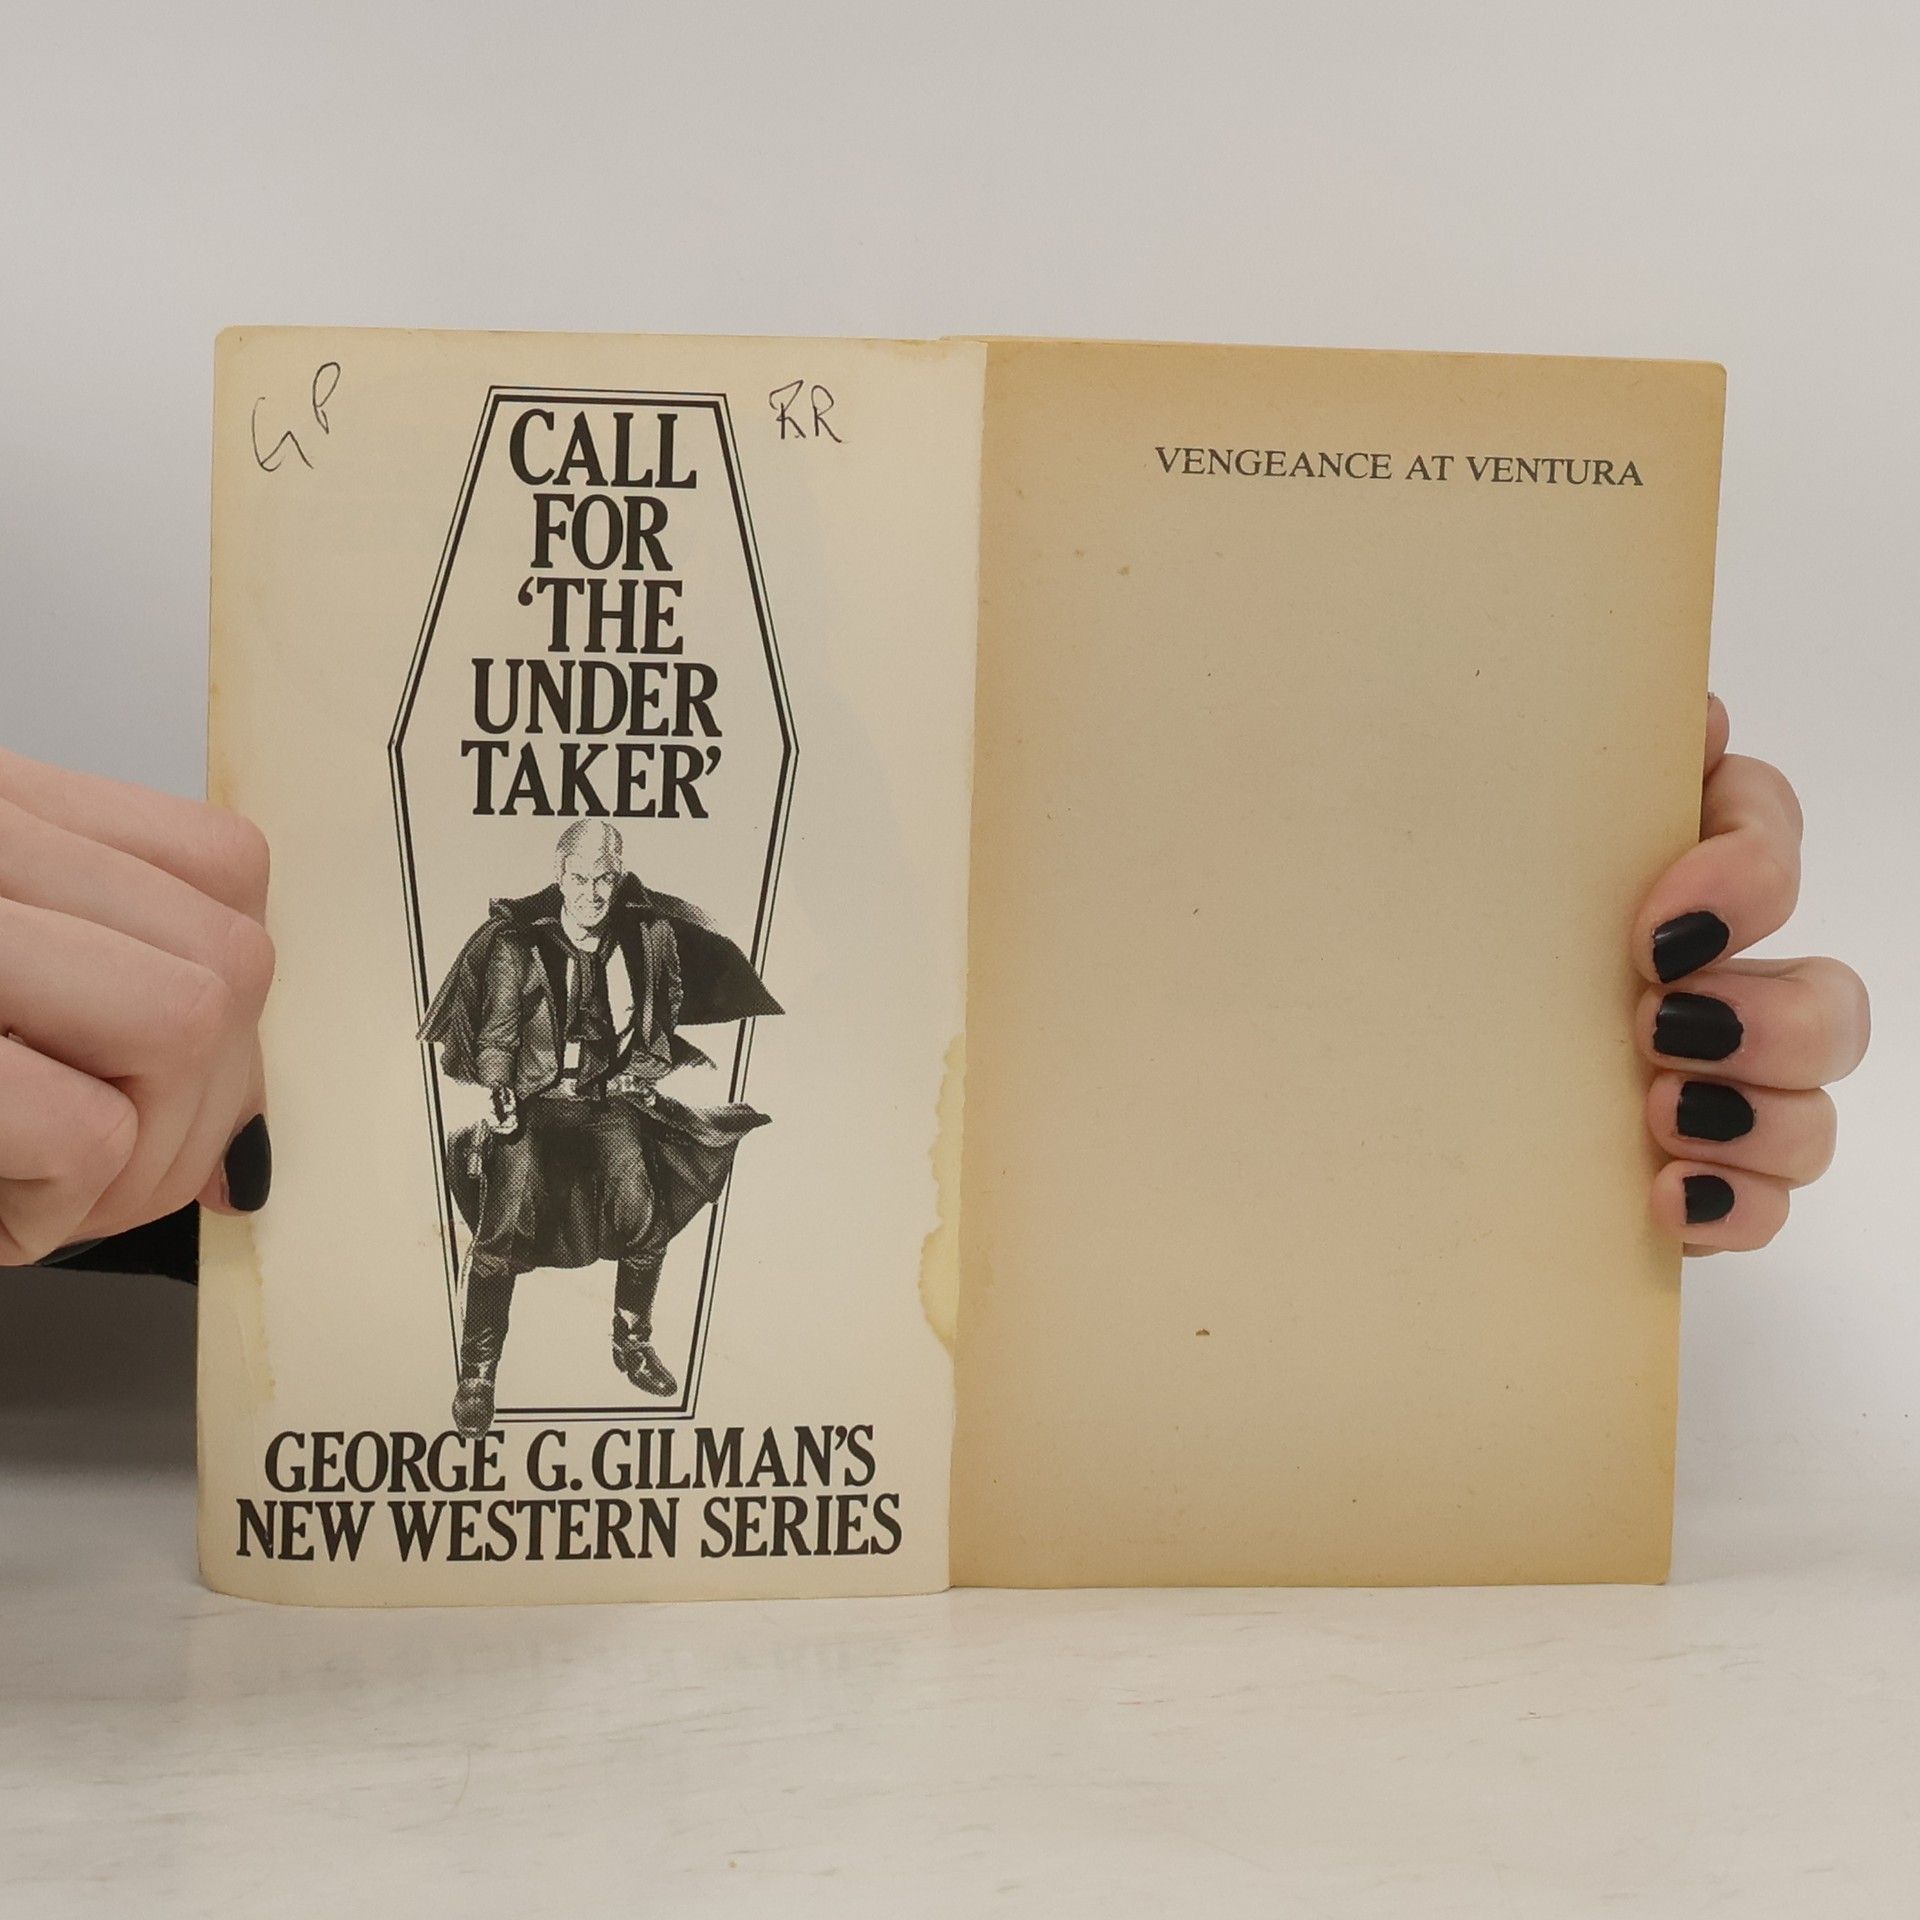 GP
RR
CALL
FOR
‘THE
UNDER
TAKER’
GEORGE G. GILMAN’S
NEW WESTERN SERIES
VENGEANCE AT VENTURA